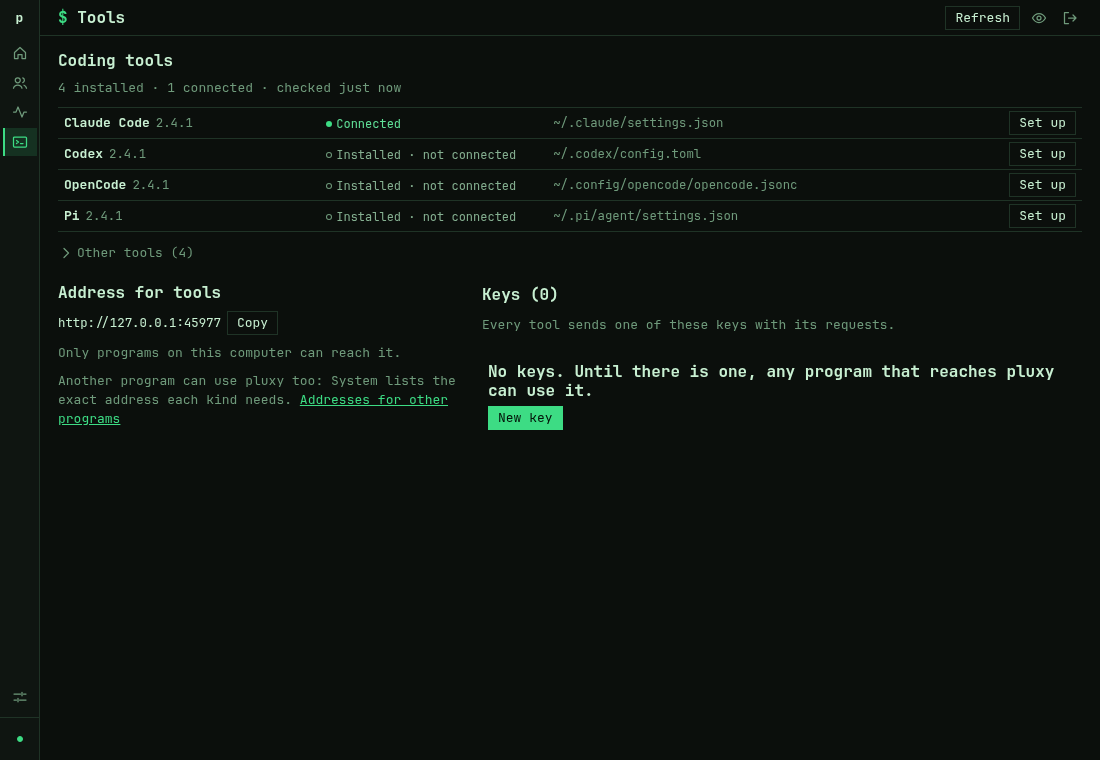 p
$ Tools
Refresh
Coding tools
4 installed · 1 connected · checked just now
Claude Code 2.4.1 Connected ~/.claude/settings.json Set up
Codex 2.4.1 Installed · not connected ~/.codex/config.toml Set up
OpenCode 2.4.1 Installed · not connected ~/.config/opencode/opencode.jsonc Set up
Pi 2.4.1 Installed · not connected ~/.pi/agent/settings.json Set up
Other tools (4)
Address for tools
http://127.0.0.1:45977 Copy
Only programs on this computer can reach it.
Another program can use pluxy too: System lists the
exact address each kind needs. Addresses for other
programs
Keys (0)
Every tool sends one of these keys with its requests.
No keys. Until there is one, any program that reaches pluxy
can use it.
New key